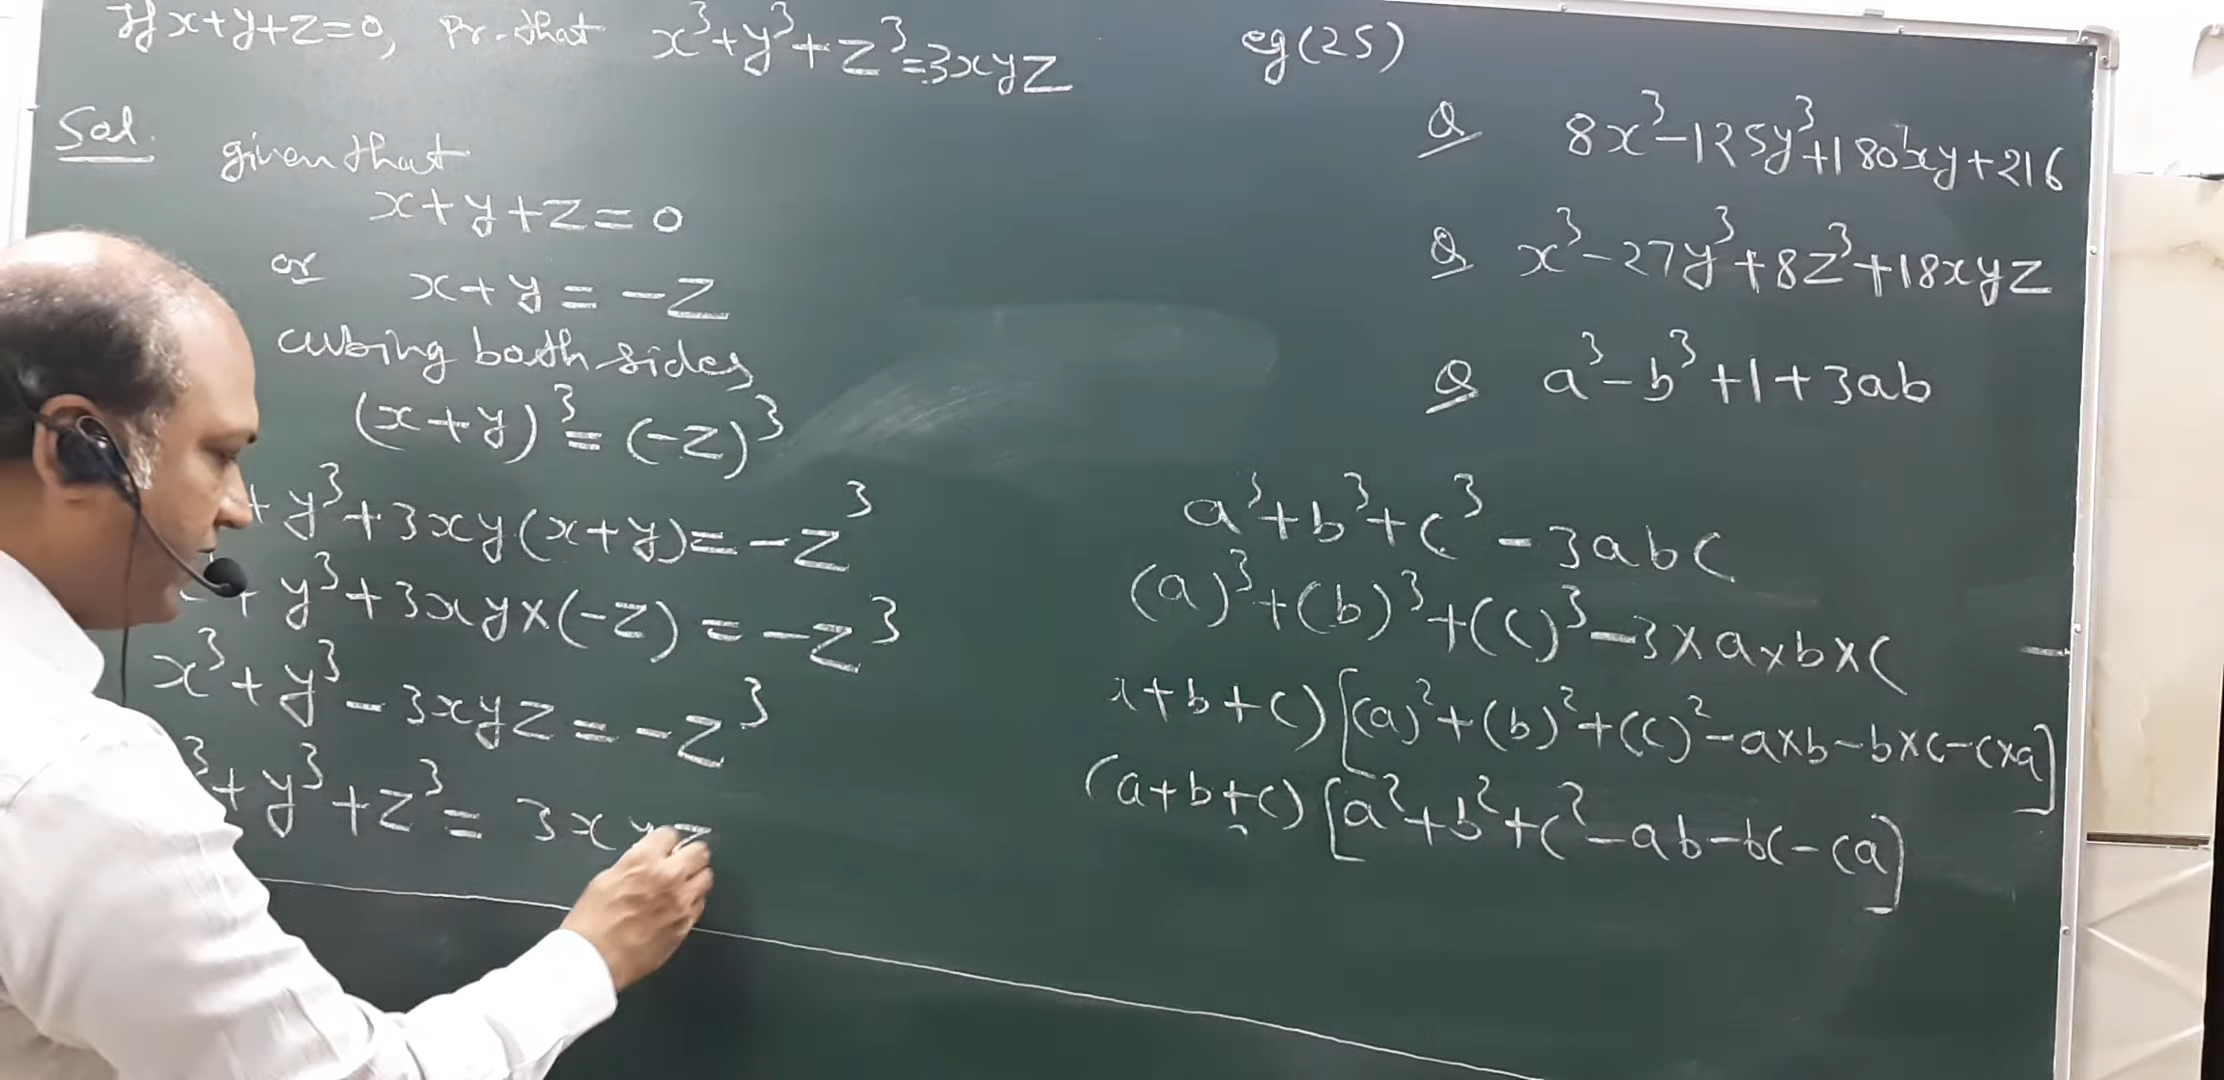 If x+y+z=0, Pr. that x³+y³+z³=3xyz
Sol. given that
x+y+z=0
or x+y=-z
cubing both sides
(x+y)³=(-z)³
+y³+3xy(x+y)=-z³
+y³+3xy×(-z)=-z³
x³+y³-3xyz=-z³
³+y³+z³=3xyz
eg(25)
Q 8x³-125y³+180xy+216
Q x³-27y³+8z³+18xyz
Q a³-b³+1+3ab
a³+b³+c³-3abc
(a)³+(b)³+(c)³-3×a×b×c
+b+c)[(a)²+(b)²+(c)²-a×b-b×c-c×a]
(a+b+c)[a²+b²+c²-ab-bc-ca]